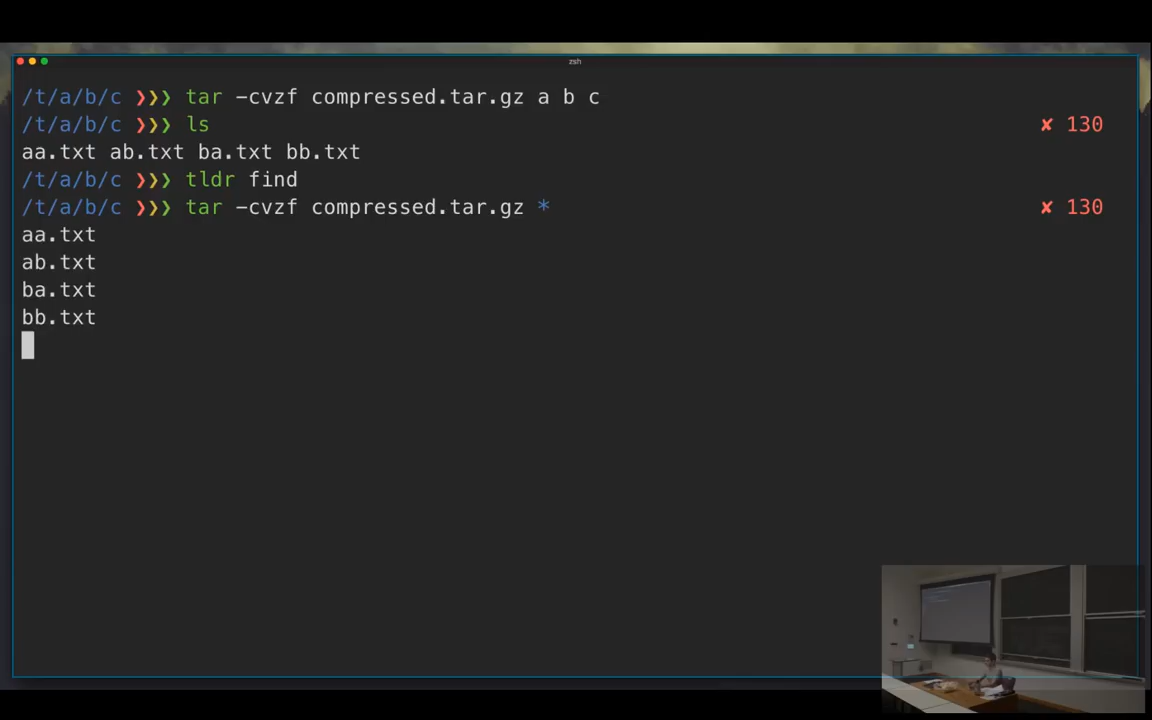 zsh
/t/a/b/c ❯❯❯ tar -cvzf compressed.tar.gz a b c
/t/a/b/c ❯❯❯ ls ✘ 130
aa.txt ab.txt ba.txt bb.txt
/t/a/b/c ❯❯❯ tldr find
/t/a/b/c ❯❯❯ tar -cvzf compressed.tar.gz * ✘ 130
aa.txt
ab.txt
ba.txt
bb.txt